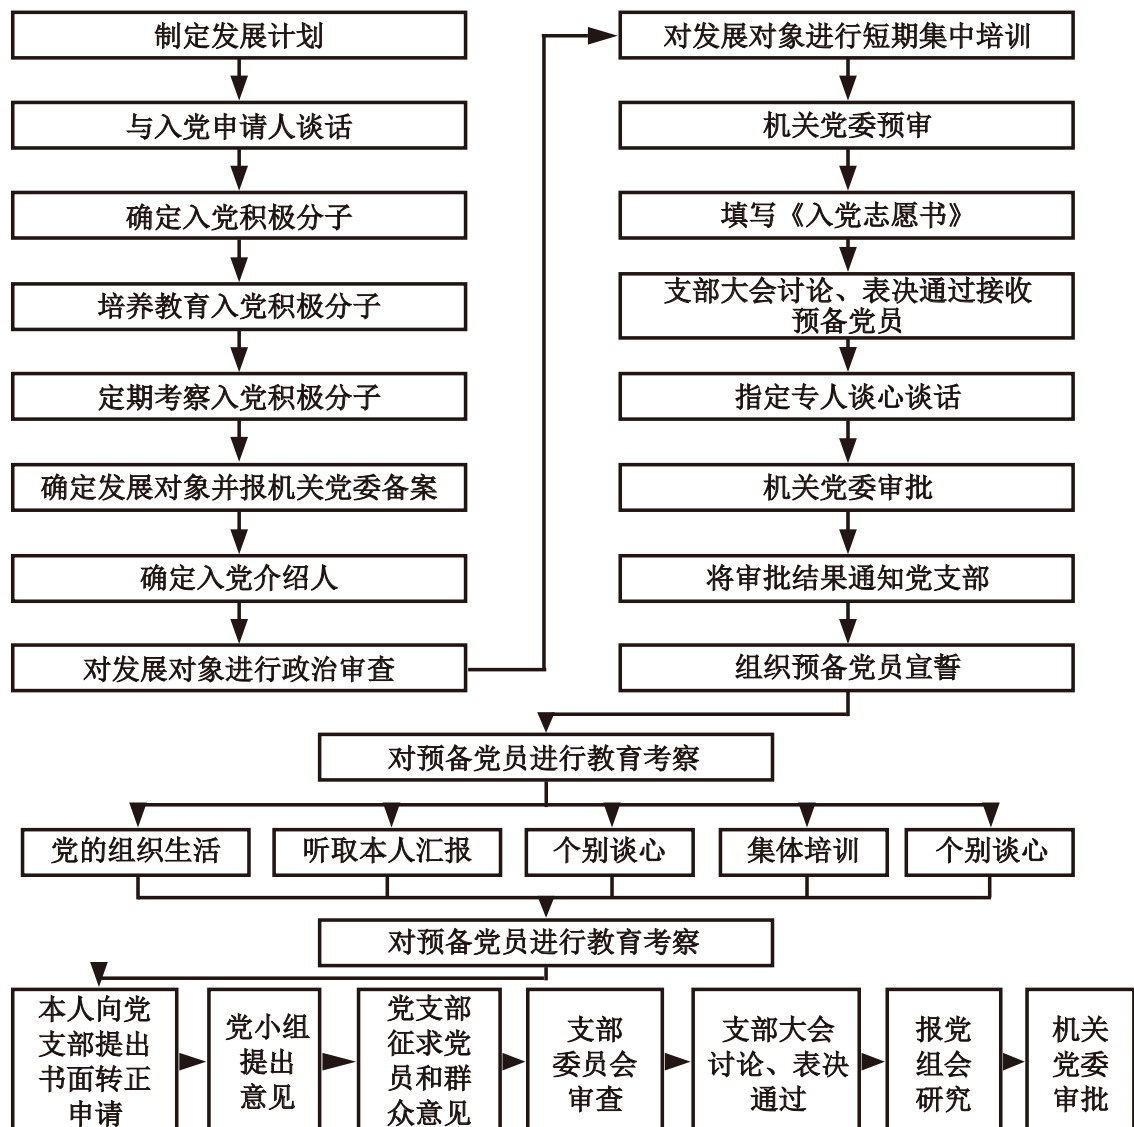 制定发展计划
与入党申请人谈话
确定入党积极分子
培养教育入党积极分子
定期考察入党积极分子
确定发展对象并报机关党委备案
确定入党介绍人
对发展对象进行政治审查
对发展对象进行短期集中培训
机关党委预审
填写《入党志愿书》
支部大会讨论、表决通过接收
预备党员
指定专人谈心谈话
机关党委审批
将审批结果通知党支部
组织预备党员宣誓
对预备党员进行教育考察
党的组织生活
听取本人汇报
个别谈心
集体培训
个别谈心
对预备党员进行教育考察
本人向党
支部提出
书面转正
申请
党小组
提出
意见
党支部
征求党
员和群
众意见
支部
委员会
审查
支部大会
讨论、表决
通过
报党
组会
研究
机关
党委
审批